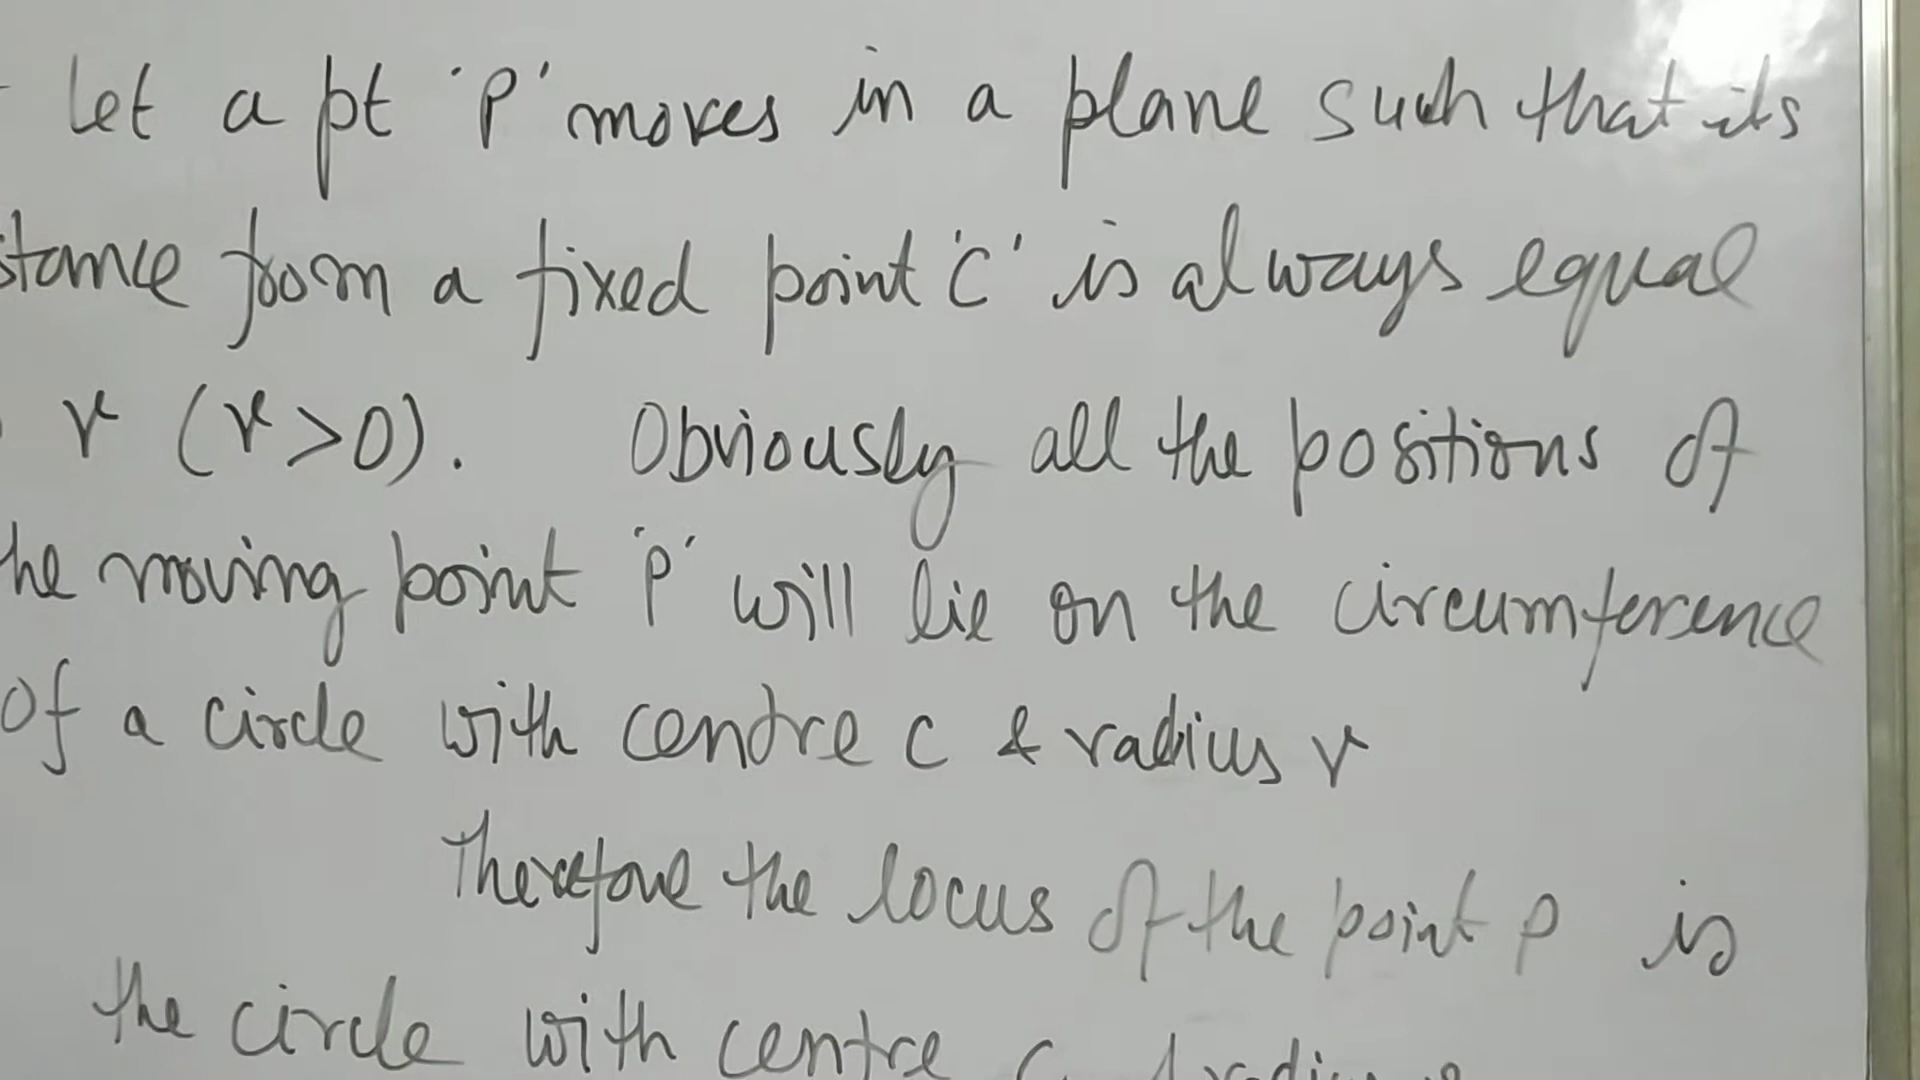 let a pt 'P' moves in a plane such that its
stance from a fixed point 'C' is always equal
r (r>0). Obviously all the positions of
he moving point 'P' will lie on the circumference
of a circle with centre C & radius r
Therefore the locus of the point P is
the circle with centre C & radius